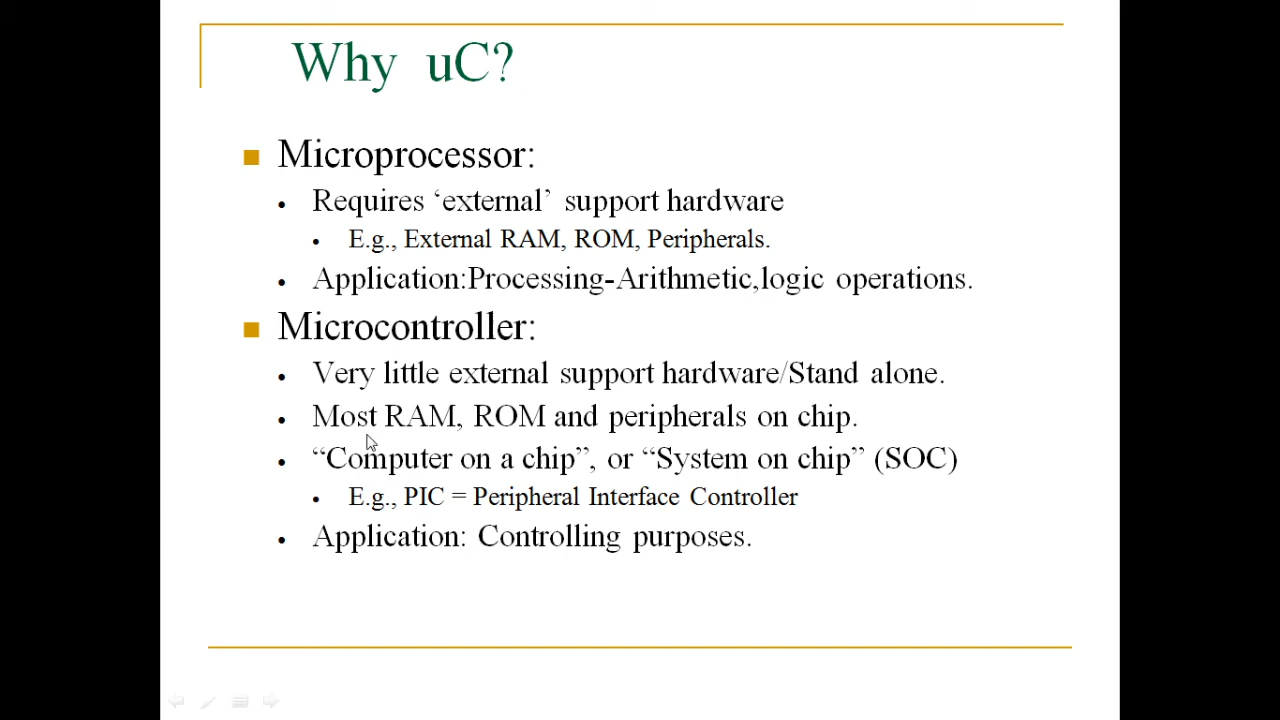 Why uC?
Microprocessor:
Requires ‘external’ support hardware
E.g., External RAM, ROM, Peripherals.
Application:Processing-Arithmetic,logic operations.
Microcontroller:
Very little external support hardware/Stand alone.
Most RAM, ROM and peripherals on chip.
“Computer on a chip”, or “System on chip” (SOC)
E.g., PIC = Peripheral Interface Controller
Application: Controlling purposes.